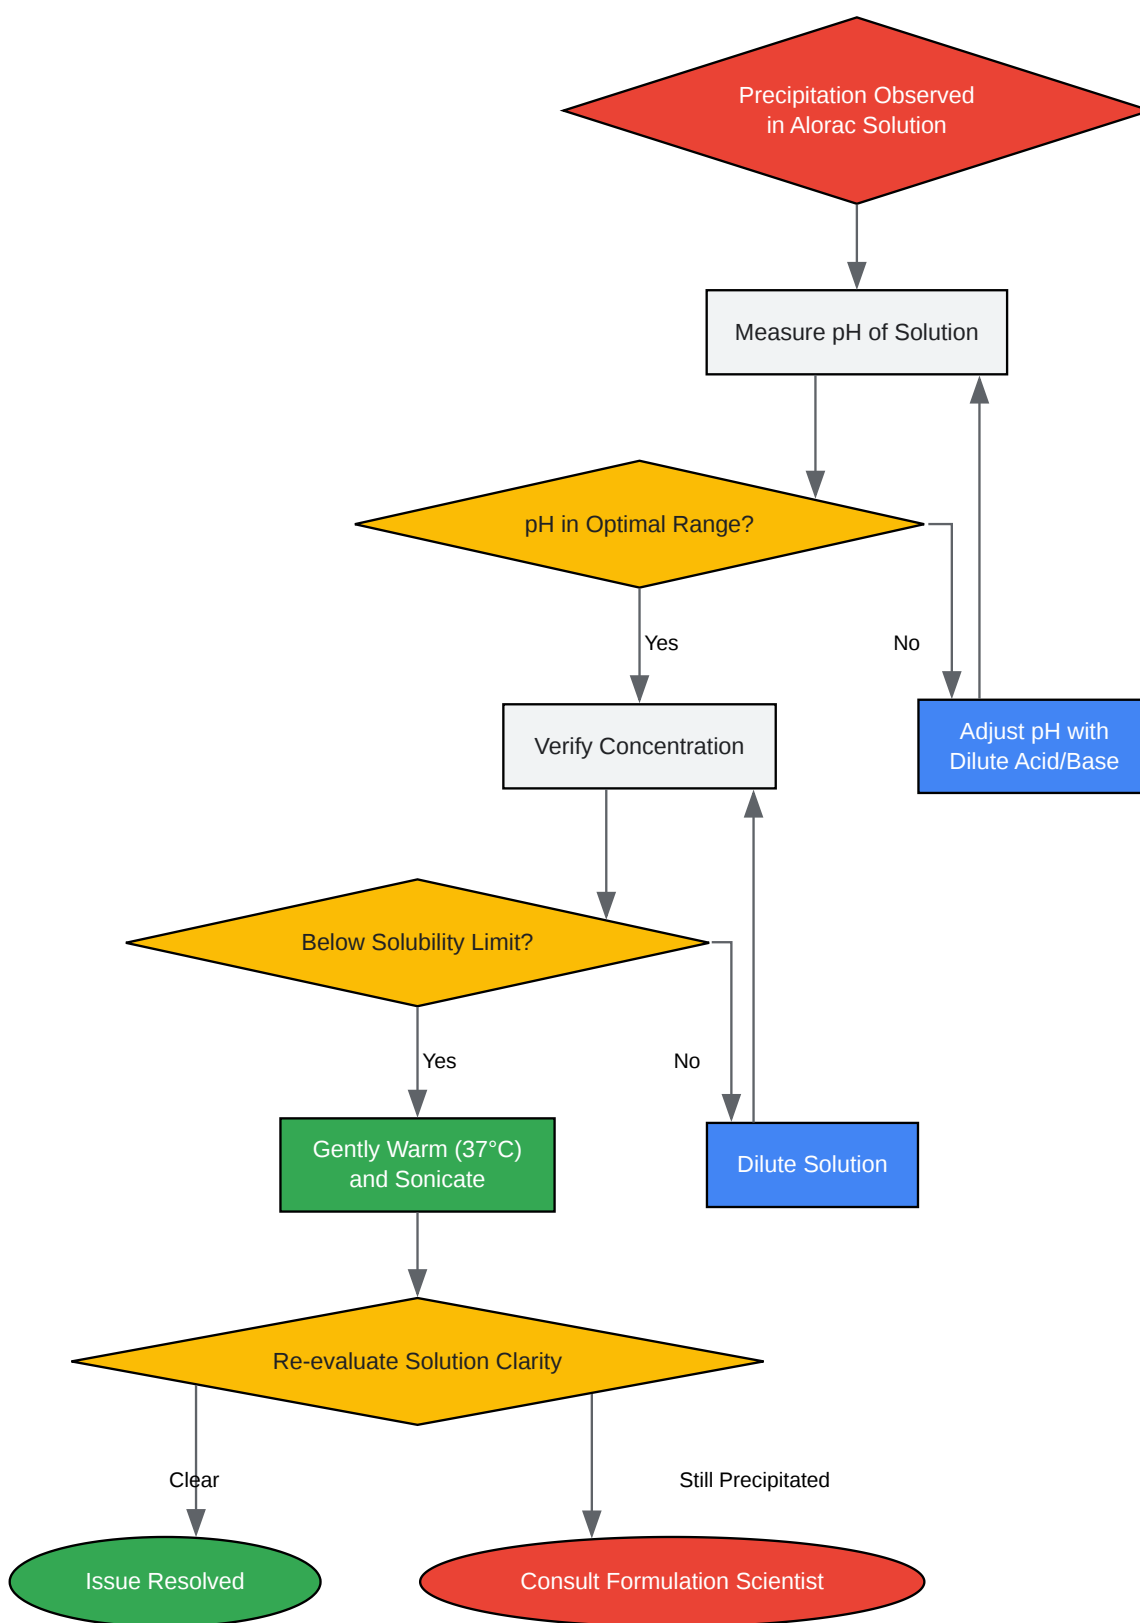 Precipitation Observed
in Alorac Solution
Measure pH of Solution
pH in Optimal Range?
Yes
No
Adjust pH with
Dilute Acid/Base
Verify Concentration
Below Solubility Limit?
Yes
No
Gently Warm (37°C)
and Sonicate
Dilute Solution
Re-evaluate Solution Clarity
Clear
Still Precipitated
Issue Resolved
Consult Formulation Scientist